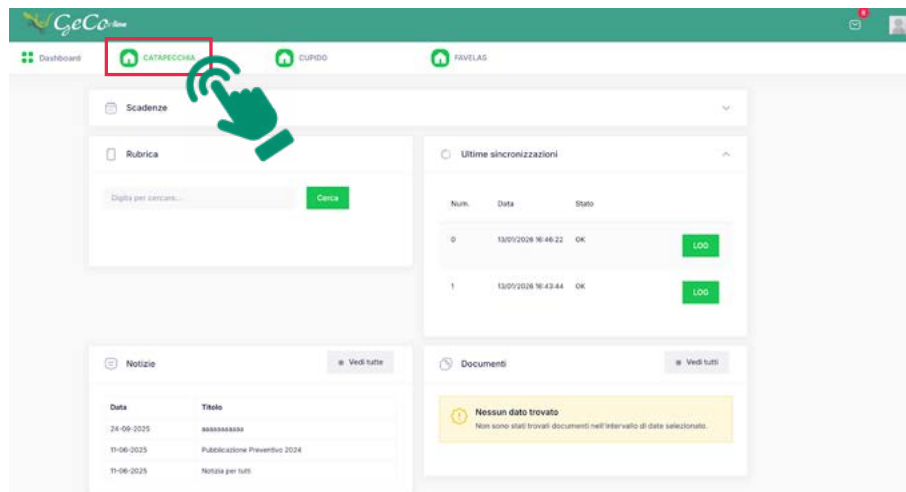 GeCo on-line
Dashboard
CATAPECCHIA
CUPIDO
FAVELAS
Scadenze
Rubrica
Digita per cercare...
Cerca
Ultime sincronizzazioni
Num. Data Stato
0 13/01/2026 16:46:22 OK LOG
1 13/01/2026 16:43:44 OK LOG
Notizie
Vedi tutte
Data Titolo
24-09-2025
11-06-2025 Pubblicazione Preventivo 2024
11-06-2025 Notizia per tutti
Documenti
Vedi tutti
Nessun dato trovato
Non sono stati trovati documenti nell'intervallo di date selezionato.